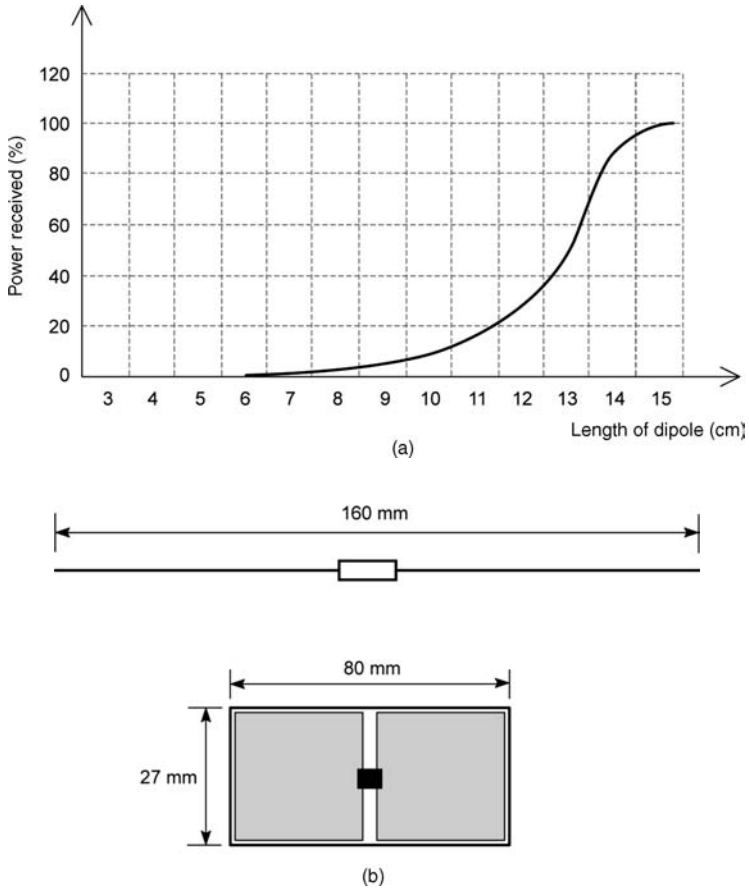 120
100
80
60
40
20
0
Power received (%)
3 4 5 6 7 8 9 10 11 12 13 14 15
Length of dipole (cm)
(a)
160 mm
80 mm
27 mm
(b)